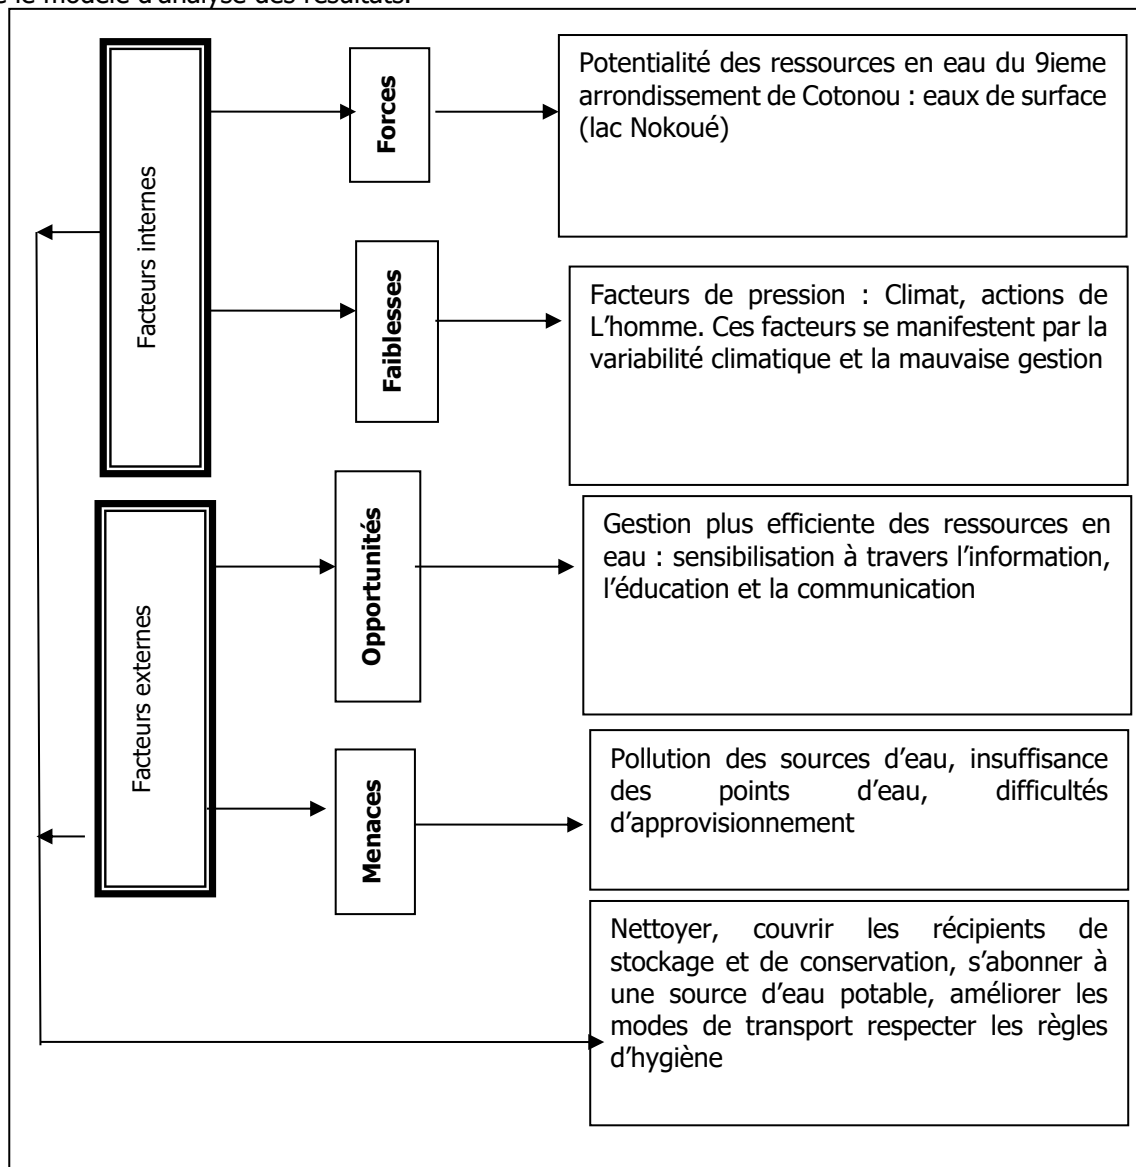 le modèle d'analyse des résultats.
Facteurs internes
Forces
Potentialité des ressources en eau du 9ieme
arrondissement de Cotonou : eaux de surface
(lac Nokoué)
Faiblesses
Facteurs de pression : Climat, actions de
L'homme. Ces facteurs se manifestent par la
variabilité climatique et la mauvaise gestion
Facteurs externes
Opportunités
Gestion plus efficiente des ressources en
eau : sensibilisation à travers l'information,
l'éducation et la communication
Menaces
Pollution des sources d'eau, insuffisance
des points d'eau, difficultés
d'approvisionnement
Nettoyer, couvrir les récipients de
stockage et de conservation, s'abonner à
une source d'eau potable, améliorer les
modes de transport respecter les règles
d'hygiène